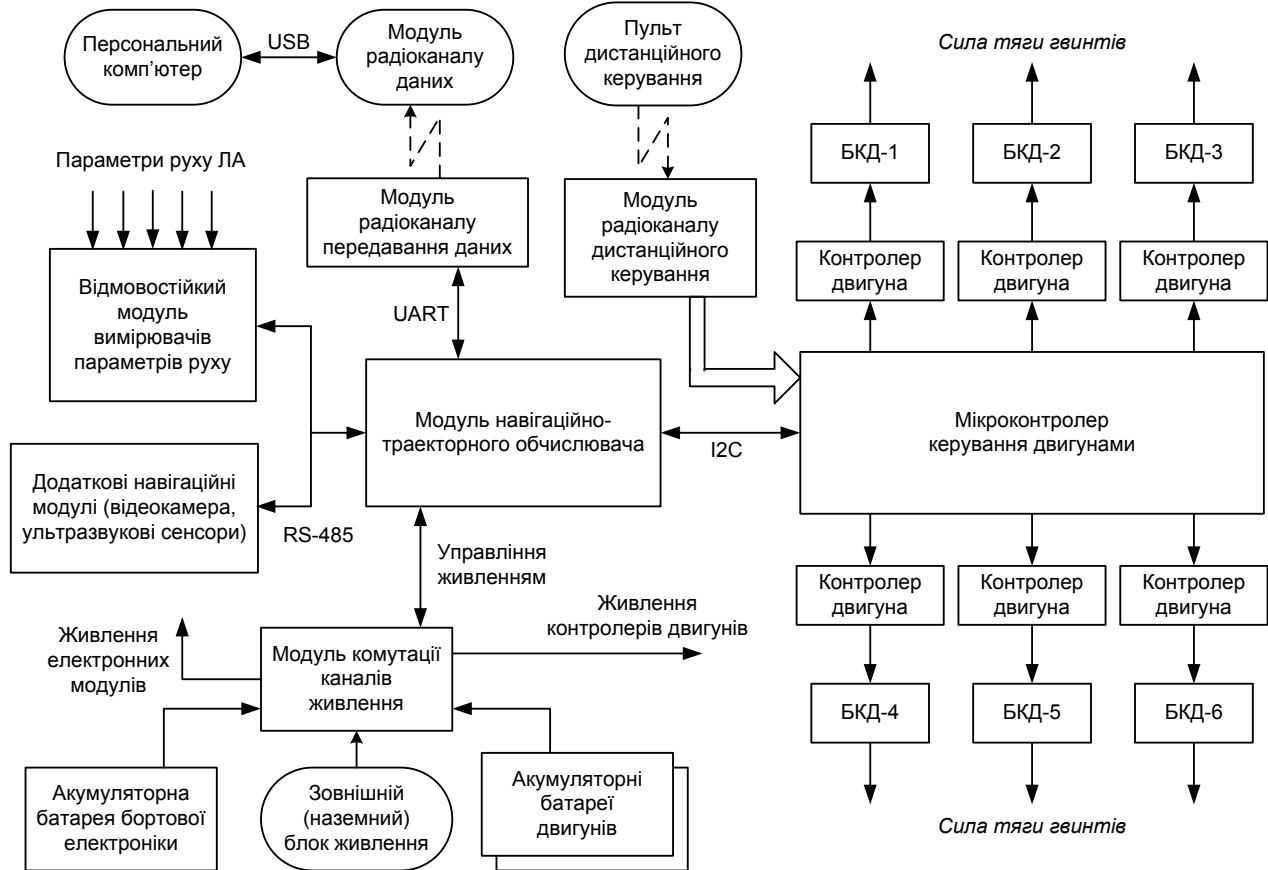 Персональний
комп’ютер
USB
Модуль
радіоканалу
даних
Пульт
дистанційного
керування
Сила тяги гвинтів
БКД-1
БКД-2
БКД-3
Параметри руху ЛА
Модуль
радіоканалу
передавання даних
Модуль
радіоканалу
дистанційного
керування
Контролер
двигуна
Контролер
двигуна
Контролер
двигуна
Відмовостійкий
модуль
вимірювачів
параметрів руху
UART
Модуль навігаційно-
траекторного обчислювача
I2C
Мікроконтролер
керування двигунами
Додаткові навігаційні
модулі (відеокамера,
ультразвукові сенсори)
RS-485
Управління
живленням
Контролер
двигуна
Контролер
двигуна
Контролер
двигуна
Живлення
електронних
модулів
Модуль комутації
каналів
живлення
Живлення
контролерів двигунів
БКД-4
БКД-5
БКД-6
Акумуляторна
батарея бортової
електроніки
Зовнішній
(наземний)
блок живлення
Акумуляторні
батареї
двигунів
Сила тяги гвинтів